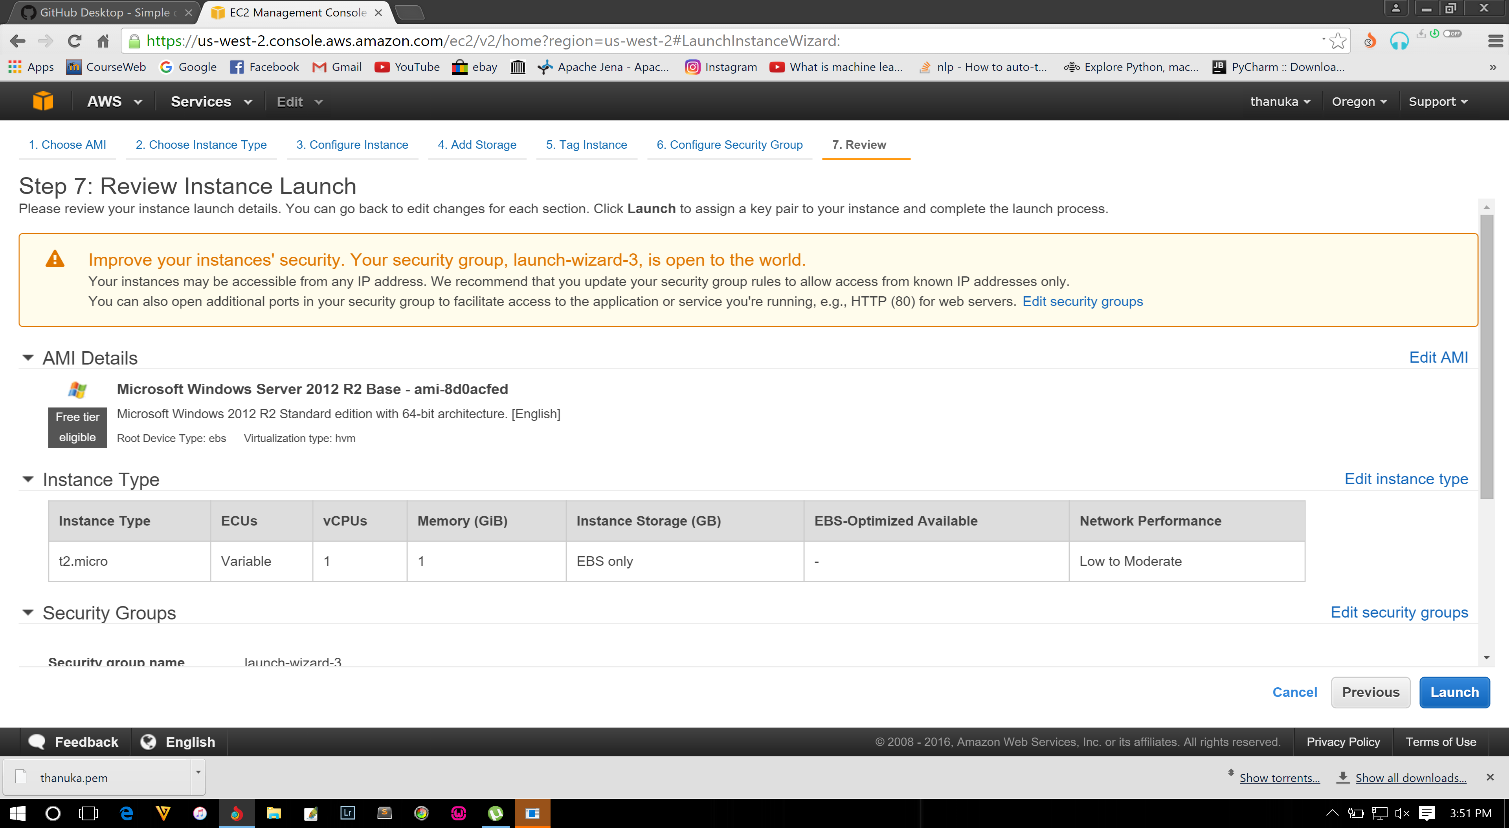 GitHub Desktop - Simple
EC2 Management Console
https://us-west-2.console.aws.amazon.com/ec2/v2/home?region=us-west-2#LaunchInstanceWizard:
Apps CourseWeb Google Facebook Gmail YouTube ebay Apache Jena - Apac... Instagram What is machine lea... nlp - How to auto-t... Explore Python, mac... PyCharm :: Downloa... »
AWS Services Edit thanuka Oregon Support
1. Choose AMI 2. Choose Instance Type 3. Configure Instance 4. Add Storage 5. Tag Instance 6. Configure Security Group 7. Review
Step 7: Review Instance Launch
Please review your instance launch details. You can go back to edit changes for each section. Click Launch to assign a key pair to your instance and complete the launch process.
Improve your instances' security. Your security group, launch-wizard-3, is open to the world.
Your instances may be accessible from any IP address. We recommend that you update your security group rules to allow access from known IP addresses only.
You can also open additional ports in your security group to facilitate access to the application or service you're running, e.g., HTTP (80) for web servers. Edit security groups
AMI Details Edit AMI
Microsoft Windows Server 2012 R2 Base - ami-8d0acfed
Free tier
eligible
Microsoft Windows 2012 R2 Standard edition with 64-bit architecture. [English]
Root Device Type: ebs Virtualization type: hvm
Instance Type Edit instance type
Instance Type ECUs vCPUs Memory (GiB) Instance Storage (GB) EBS-Optimized Available Network Performance
t2.micro Variable 1 1 EBS only - Low to Moderate
Security Groups Edit security groups
Security group name launch-wizard-3
Cancel Previous Launch
Feedback English © 2008 - 2016, Amazon Web Services, Inc. or its affiliates. All rights reserved. Privacy Policy Terms of Use
thanuka.pem Show torrents... Show all downloads...
Lr 3:51 PM